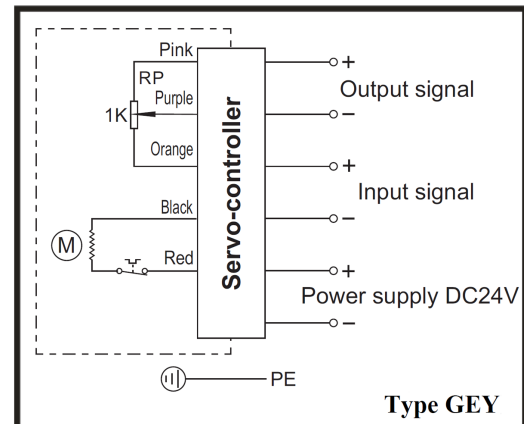 Pink
RP
Purple
1K
Orange
Black
M
Red
Servo-controller
+
Output signal
−
+
Input signal
−
+
Power supply DC24V
−
PE
Type GEY